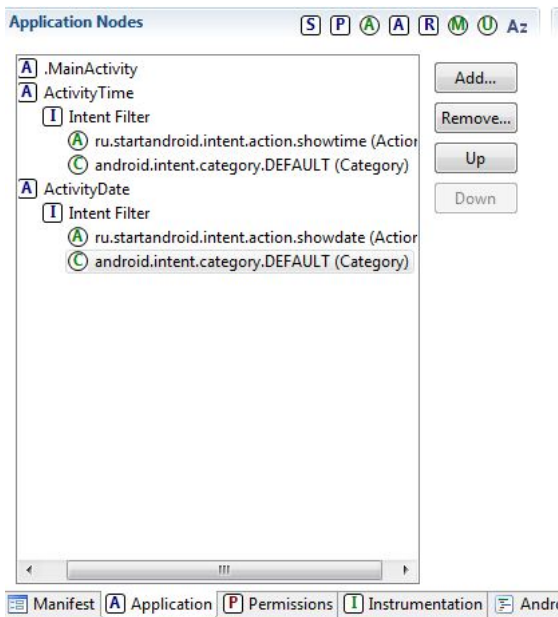 Application Nodes S P A A R M U Az
A .MainActivity
A ActivityTime
I Intent Filter
A ru.startandroid.intent.action.showtime (Action
C android.intent.category.DEFAULT (Category)
A ActivityDate
I Intent Filter
A ru.startandroid.intent.action.showdate (Action
C android.intent.category.DEFAULT (Category)
Add...
Remove...
Up
Down
Manifest A Application P Permissions I Instrumentation F Andr